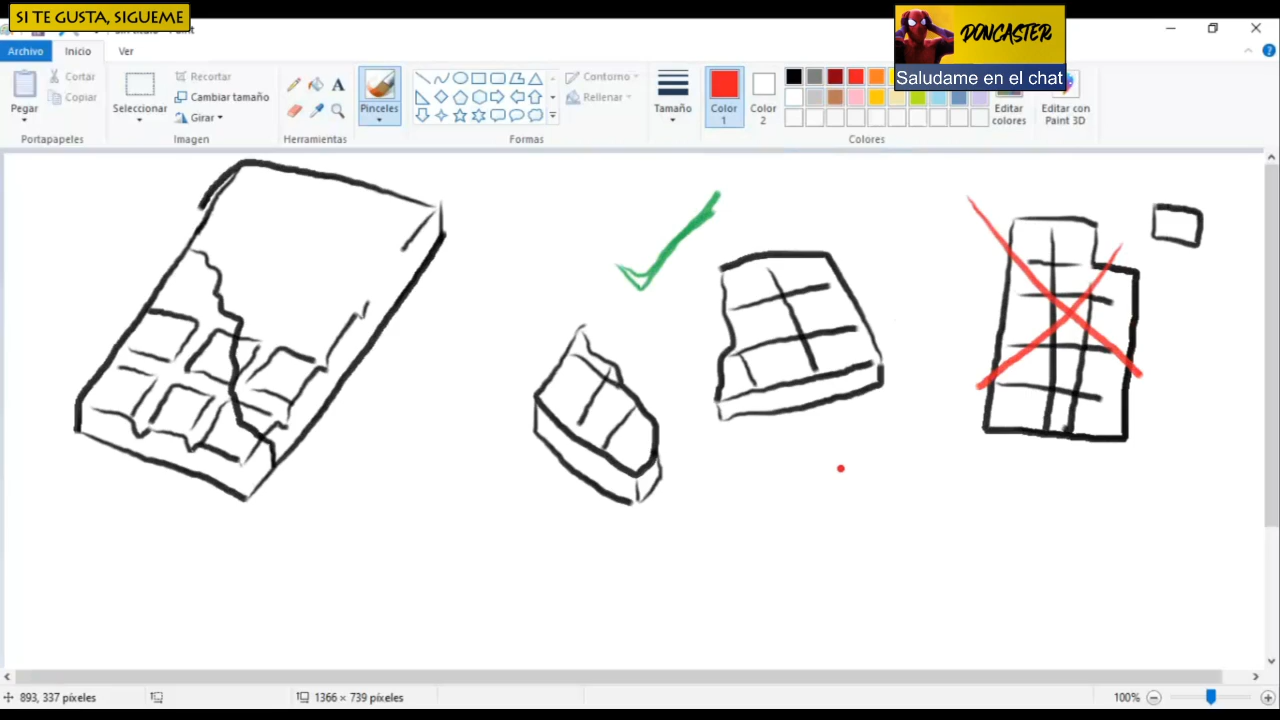 SI TE GUSTA, SIGUEME
DONCASTER
Saludame en el chat
Archivo Inicio Ver
Pegar
Cortar
Copiar
Portapapeles
Seleccionar
Recortar
Cambiar tamaño
Girar
Imagen
Herramientas
Pinceles
Contorno
Rellenar
Formas
Tamaño
Color 1
Color 2
Editar colores
Editar con Paint 3D
Colores
893, 337 píxeles
1366 × 739 píxeles
100%